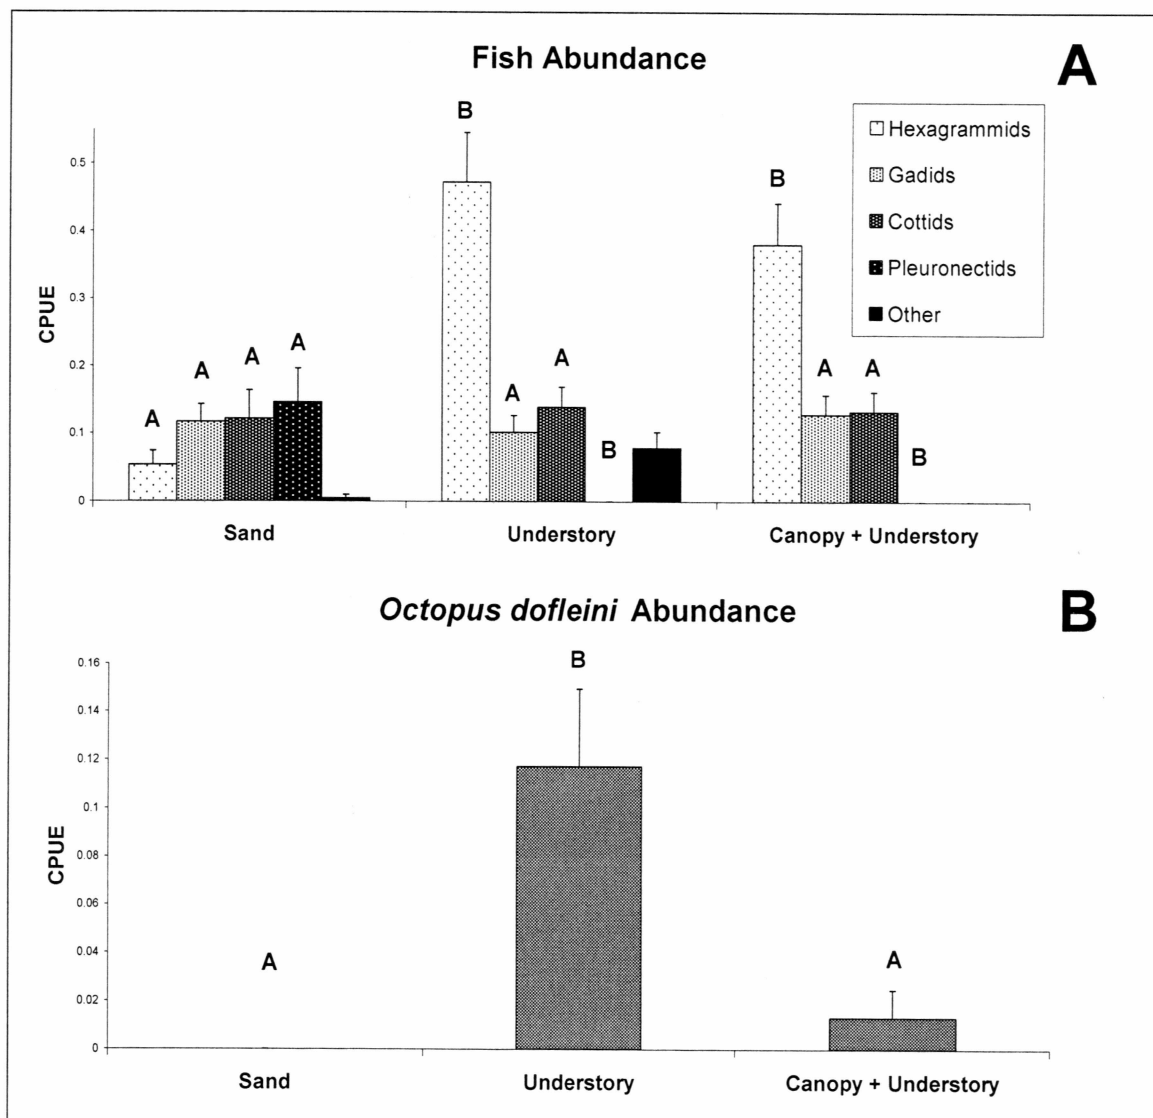 Fish Abundance
A
Hexagrammids
Gadids
Cottids
Pleuronectids
Other
CPUE
0.5
0.4
0.3
0.2
0.1
0
A
A
A
A
B
A
A
B
B
A
A
B
Sand
Understory
Canopy + Understory
Octopus dofleini Abundance
B
CPUE
0.16
0.14
0.12
0.1
0.08
0.06
0.04
0.02
0
A
B
A
Sand
Understory
Canopy + Understory